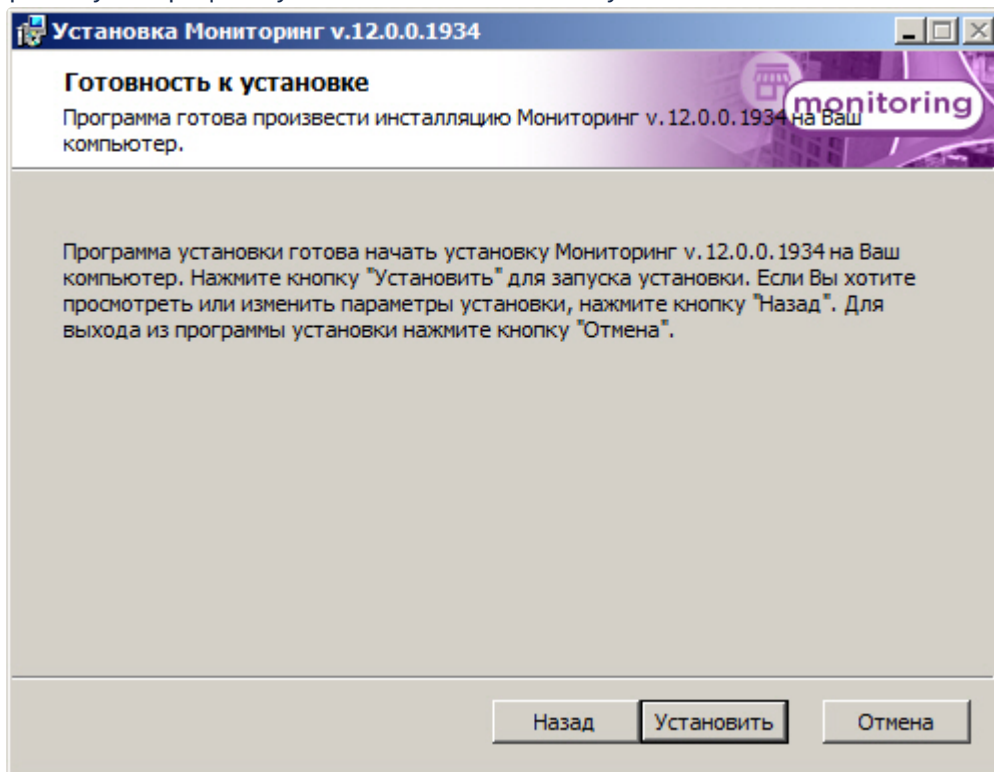 Установка Мониторинг v.12.0.0.1934
Готовность к установке
Программа готова произвести инсталляцию Мониторинг v.12.0.0.1934 на Ваш
компьютер.
monitoring
Программа установки готова начать установку Мониторинг v.12.0.0.1934 на Ваш
компьютер. Нажмите кнопку "Установить" для запуска установки. Если Вы хотите
просмотреть или изменить параметры установки, нажмите кнопку "Назад". Для
выхода из программы установки нажмите кнопку "Отмена".
Назад Установить Отмена